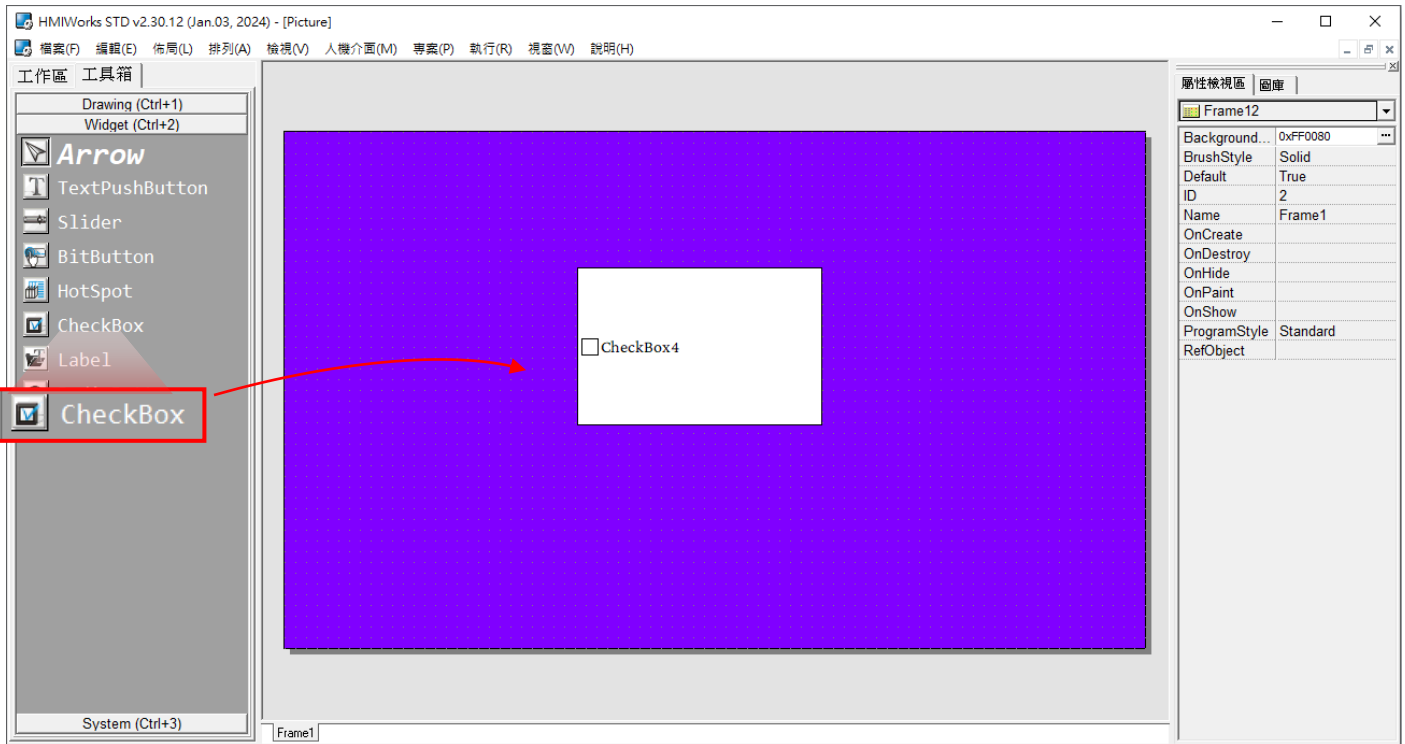 HMIWorks STD v2.30.12 (Jan.03, 2024) - [Picture]
檔案(F) 編輯(E) 佈局(L) 排列(A) 檢視(V) 人機介面(M) 專案(P) 執行(R) 視窗(W) 說明(H)
工作區 工具箱
Drawing (Ctrl+1)
Widget (Ctrl+2)
Arrow
TextPushButton
Slider
BitButton
HotSpot
CheckBox
Label
CheckBox
System (Ctrl+3)
CheckBox4
Frame1
屬性檢視區 圖庫
Frame12
Background... 0xFF0080 ...
BrushStyle Solid
Default True
ID 2
Name Frame1
OnCreate
OnDestroy
OnHide
OnPaint
OnShow
ProgramStyle Standard
RefObject